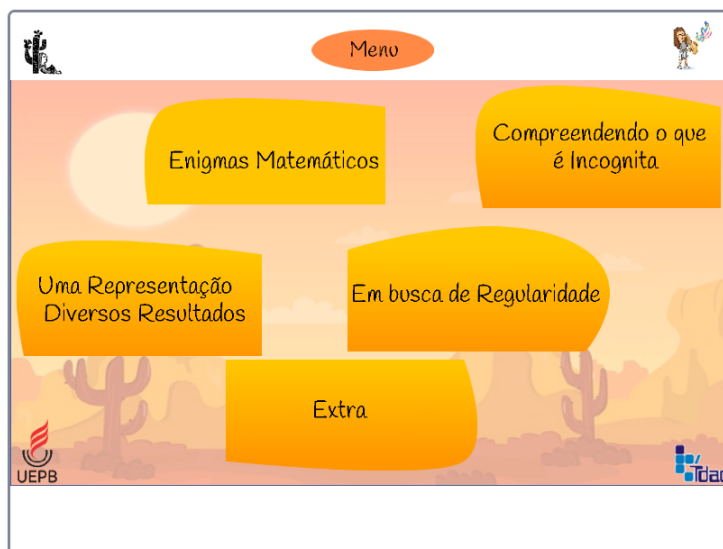 Menu
Enigmas Matemáticos
Compreendendo o que
é Incognita
Uma Representação
Diversos Resultados
Em busca de Regularidade
Extra
UEPB